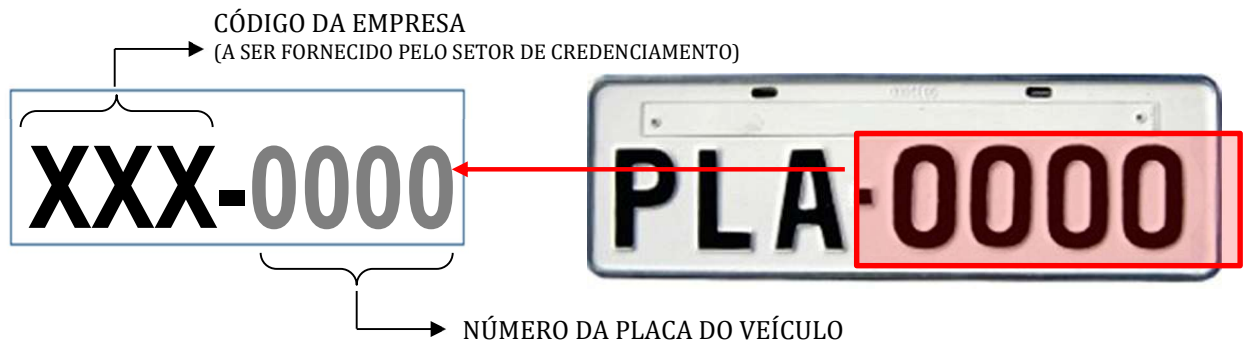 CÓDIGO DA EMPRESA
(A SER FORNECIDO PELO SETOR DE CREDENCIAMENTO)
XXX-0000
PLA-0000
NÚMERO DA PLACA DO VEÍCULO